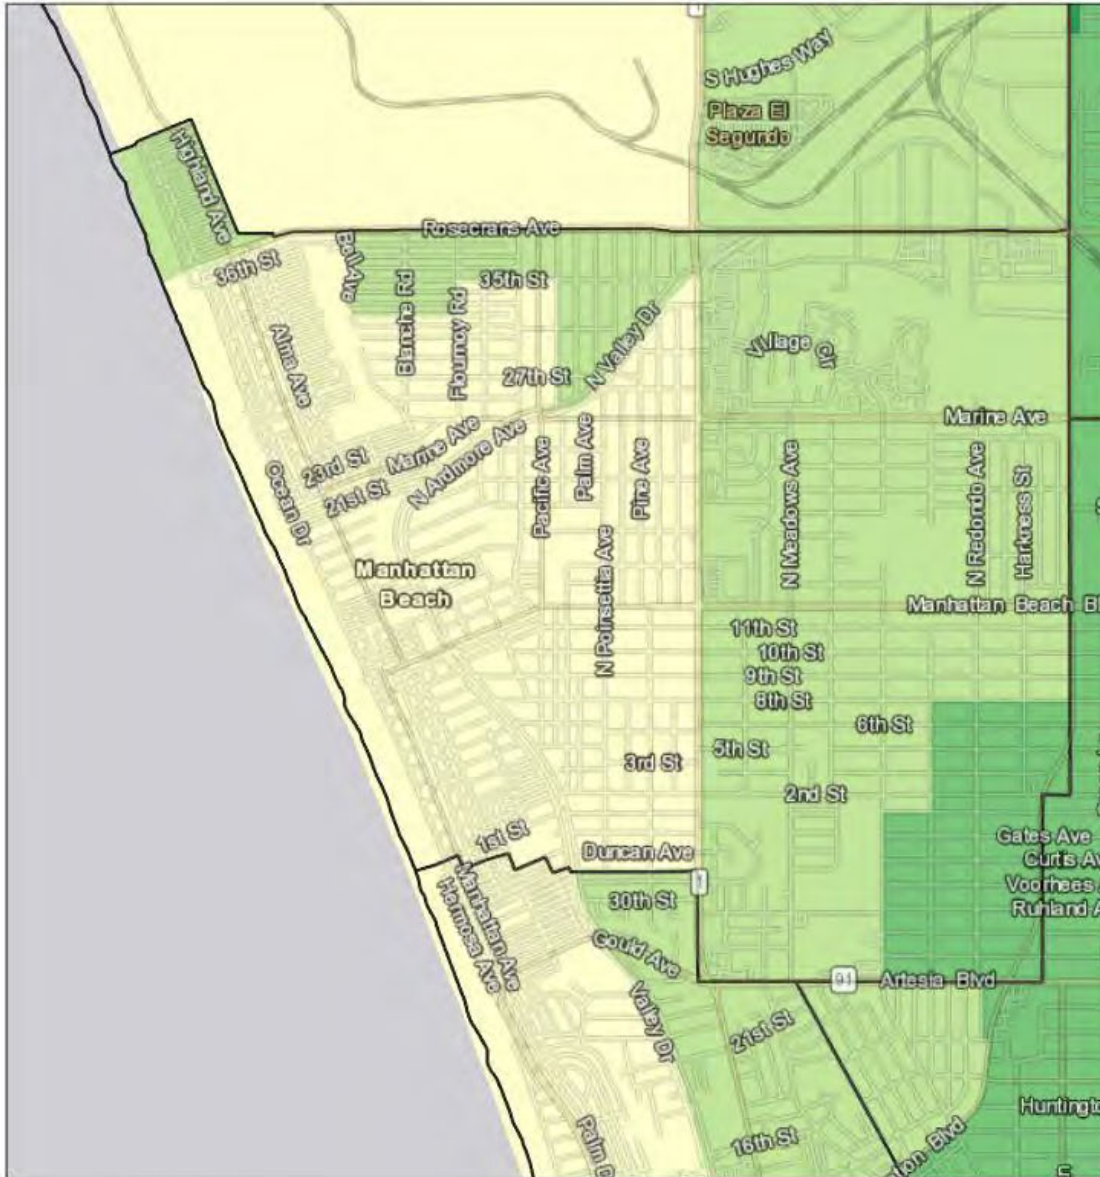 1
S Hughes Way
Plaza El
Segundo
Highland Ave
Rosecrans Ave
36th St
Bell Ave
35th St
Blanche Rd
Flournoy Rd
N Valley Dr
Village Cir
Alma Ave
27th St
Marine Ave
Marine Ave
N Ardmore Ave
23rd St
21st St
Ocean Dr
Pacific Ave
Palm Ave
Pine Ave
N Meadows Ave
N Redondo Ave
Harkness St
Manhattan
Beach
N Poinsettia Ave
Manhattan Beach Bl
11th St
10th St
9th St
8th St
6th St
5th St
3rd St
2nd St
1st St
Duncan Ave
Gates Ave
Curtis Av
Voorhees
Ruhland A
1
30th St
Manhattan Ave
Hermosa Ave
Gould Ave
91
Artesia Blvd
Valley Dr
21st St
Huntingto
16th St
Palm D
tion Blvd